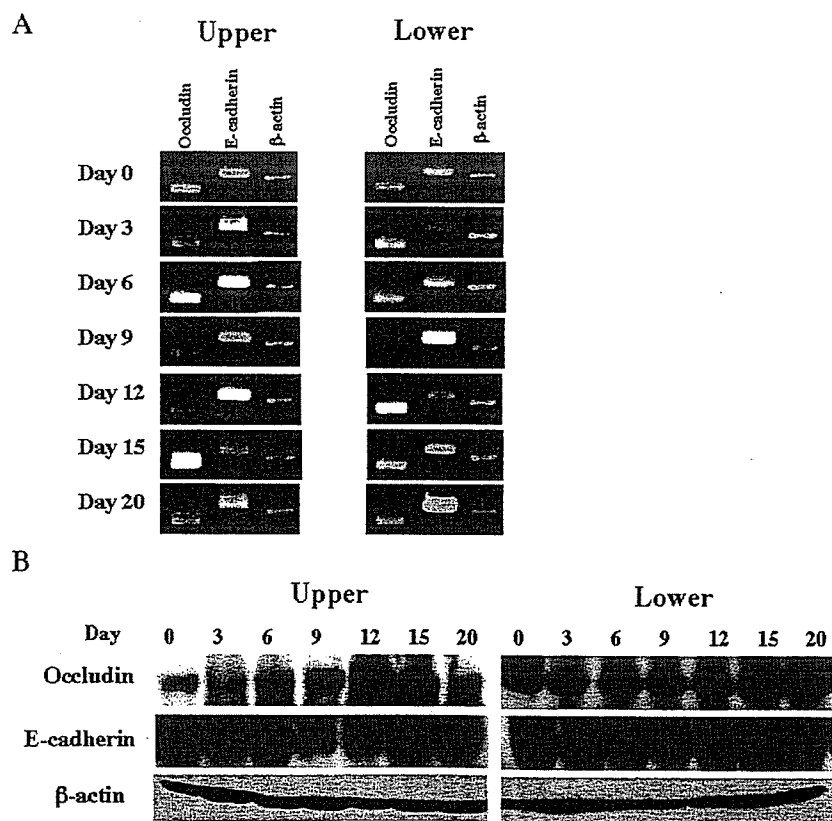 A
Upper Lower
Occludin E-cadherin β-actin Occludin E-cadherin β-actin
Day 0
Day 3
Day 6
Day 9
Day 12
Day 15
Day 20
B
Upper Lower
Day 0 3 6 9 12 15 20 0 3 6 9 12 15 20
Occludin
E-cadherin
β-actin